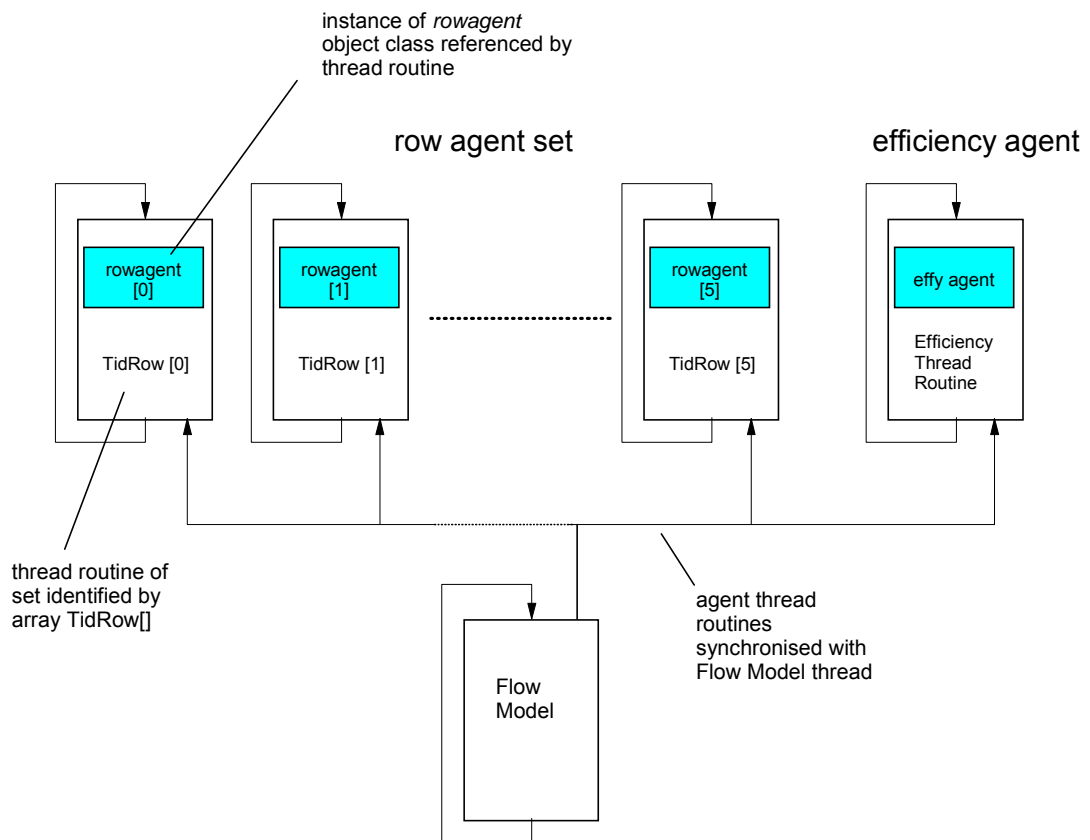 instance of rowagent
object class referenced by
thread routine
row agent set
efficiency agent
rowagent
[0]
rowagent
[1]
rowagent
[5]
effy agent
TidRow [0]
TidRow [1]
TidRow [5]
Efficiency
Thread
Routine
thread routine of
set identified by
array TidRow[]
agent thread
routines
synchronised with
Flow Model thread
Flow
Model